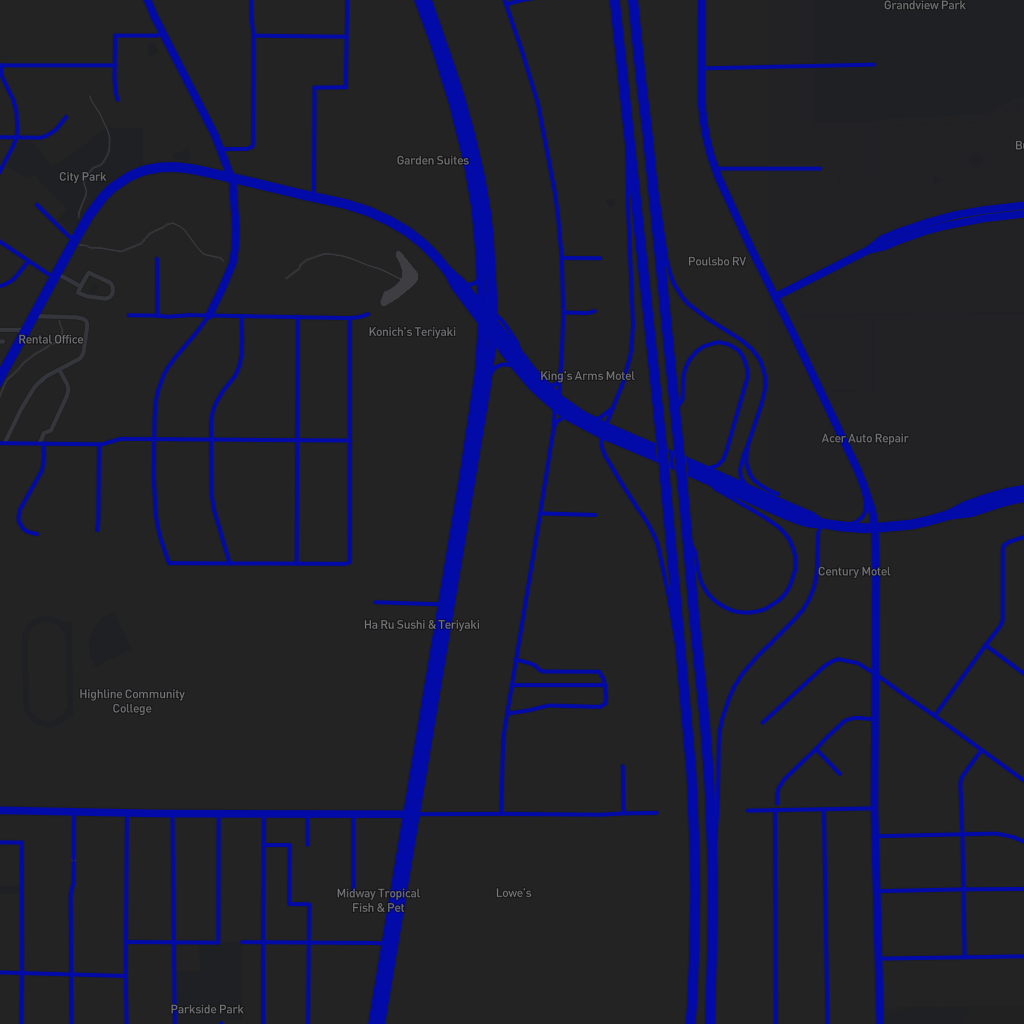 Grandview Park
Garden Suites
City Park
Poulsbo RV
Konich's Teriyaki
Rental Office
King's Arms Motel
Acer Auto Repair
Century Motel
Ha Ru Sushi & Teriyaki
Highline Community
College
Midway Tropical
Fish & Pet
Lowe's
Parkside Park